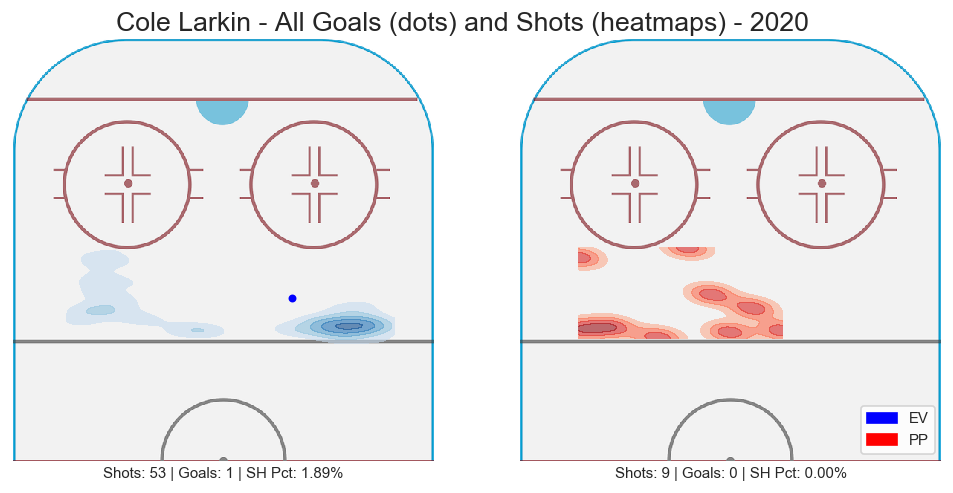 Cole Larkin - All Goals (dots) and Shots (heatmaps) - 2020
EV
PP
Shots: 53 | Goals: 1 | SH Pct: 1.89%
Shots: 9 | Goals: 0 | SH Pct: 0.00%